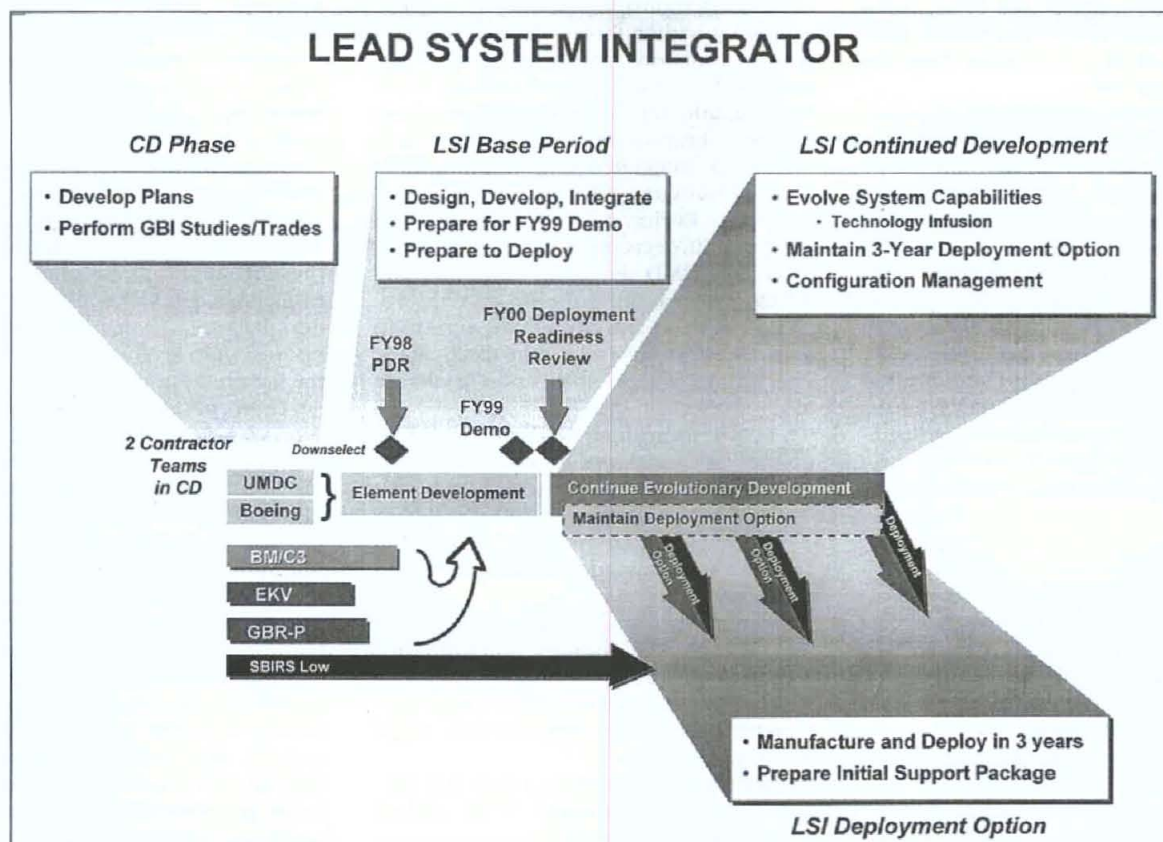 LEAD SYSTEM INTEGRATOR
CD Phase
• Develop Plans
• Perform GBI Studies/Trades
LSI Base Period
• Design, Develop, Integrate
• Prepare for FY99 Demo
• Prepare to Deploy
LSI Continued Development
• Evolve System Capabilities
• Technology Infusion
• Maintain 3-Year Deployment Option
• Configuration Management
FY98
PDR
FY99
Demo
FY00 Deployment
Readiness
Review
2 Contractor
Teams
in CD
Downselect
UMDC
Boeing
}
Element Development
Continue Evolutionary Development
Maintain Deployment Option
BM/C3
EKV
GBR-P
SBIRS Low
Deployment
Option
Deployment
Option
Deployment
• Manufacture and Deploy in 3 years
• Prepare Initial Support Package
LSI Deployment Option